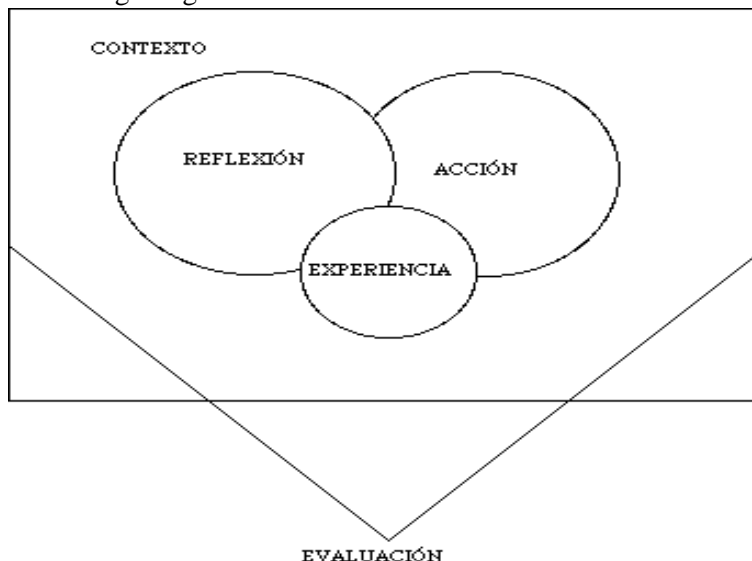 CONTEXTO
REFLEXIÓN
ACCIÓN
EXPERIENCIA
EVALUACIÓN